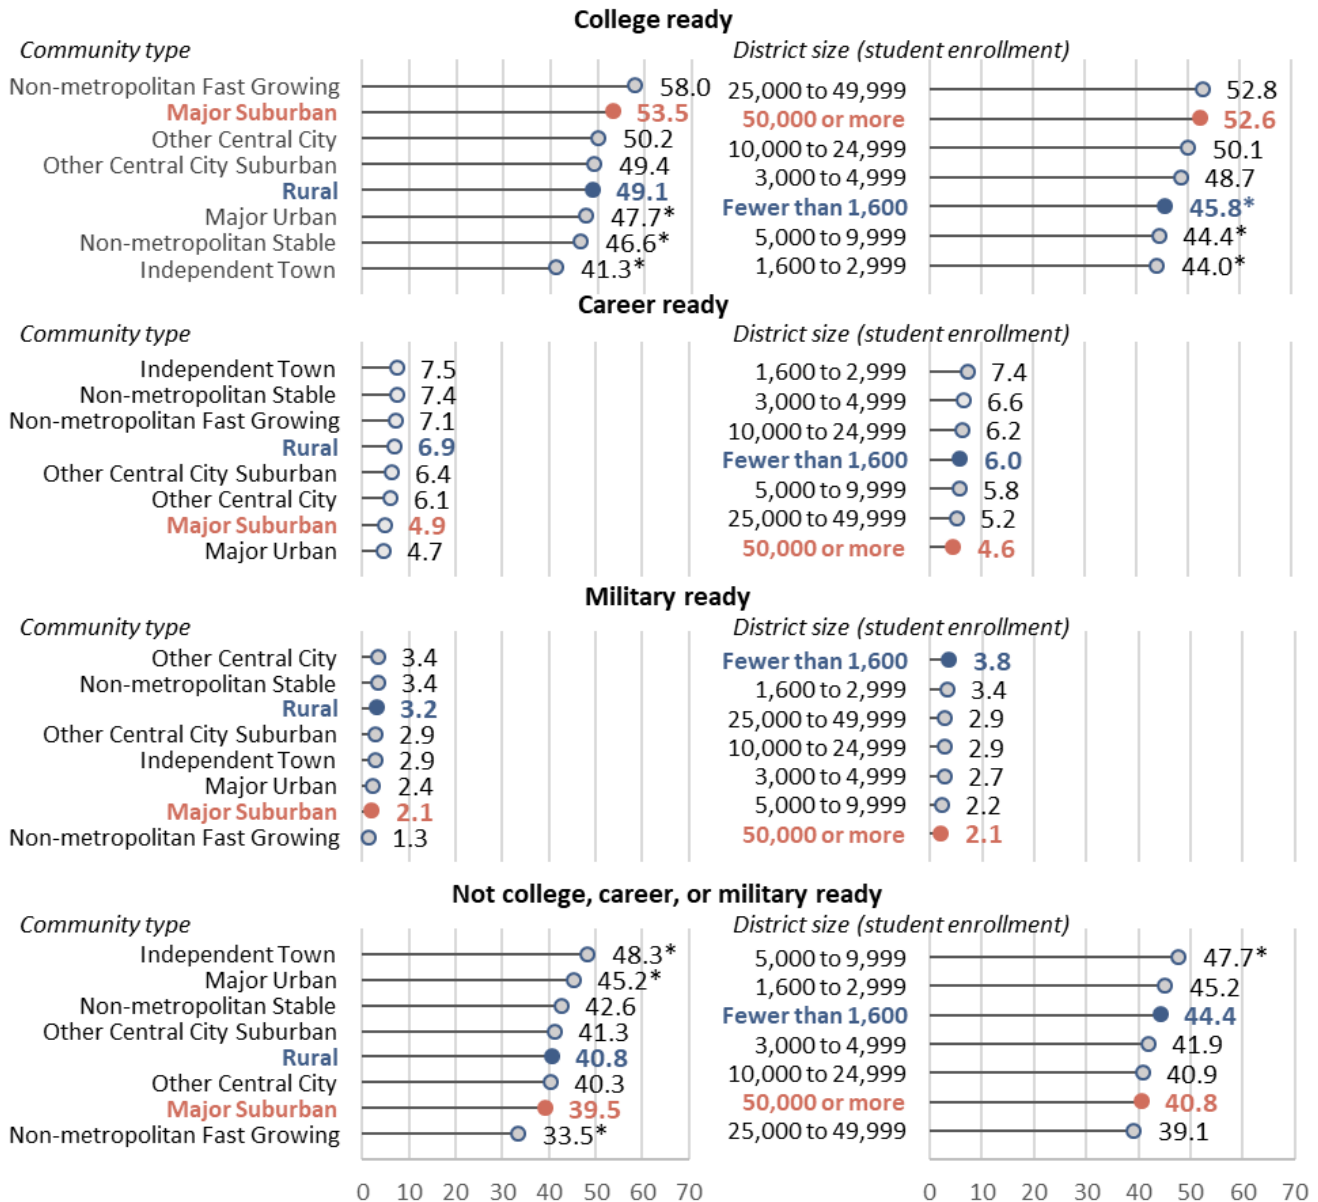 College ready
Community type
Non-metropolitan Fast Growing 58.0
Major Suburban 53.5
Other Central City 50.2
Other Central City Suburban 49.4
Rural 49.1
Major Urban 47.7*
Non-metropolitan Stable 46.6*
Independent Town 41.3*
District size (student enrollment)
25,000 to 49,999 52.8
50,000 or more 52.6
10,000 to 24,999 50.1
3,000 to 4,999 48.7
Fewer than 1,600 45.8*
5,000 to 9,999 44.4*
1,600 to 2,999 44.0*
Career ready
Community type
Independent Town 7.5
Non-metropolitan Stable 7.4
Non-metropolitan Fast Growing 7.1
Rural 6.9
Other Central City Suburban 6.4
Other Central City 6.1
Major Suburban 4.9
Major Urban 4.7
District size (student enrollment)
1,600 to 2,999 7.4
3,000 to 4,999 6.6
10,000 to 24,999 6.2
Fewer than 1,600 6.0
5,000 to 9,999 5.8
25,000 to 49,999 5.2
50,000 or more 4.6
Military ready
Community type
Other Central City 3.4
Non-metropolitan Stable 3.4
Rural 3.2
Other Central City Suburban 2.9
Independent Town 2.9
Major Urban 2.4
Major Suburban 2.1
Non-metropolitan Fast Growing 1.3
District size (student enrollment)
Fewer than 1,600 3.8
1,600 to 2,999 3.4
25,000 to 49,999 2.9
10,000 to 24,999 2.9
3,000 to 4,999 2.7
5,000 to 9,999 2.2
50,000 or more 2.1
Not college, career, or military ready
Community type
Independent Town 48.3*
Major Urban 45.2*
Non-metropolitan Stable 42.6
Other Central City Suburban 41.3
Rural 40.8
Other Central City 40.3
Major Suburban 39.5
Non-metropolitan Fast Growing 33.5*
0 10 20 30 40 50 60 70
District size (student enrollment)
5,000 to 9,999 47.7*
1,600 to 2,999 45.2
Fewer than 1,600 44.4
3,000 to 4,999 41.9
10,000 to 24,999 40.9
50,000 or more 40.8
25,000 to 49,999 39.1
0 10 20 30 40 50 60 70